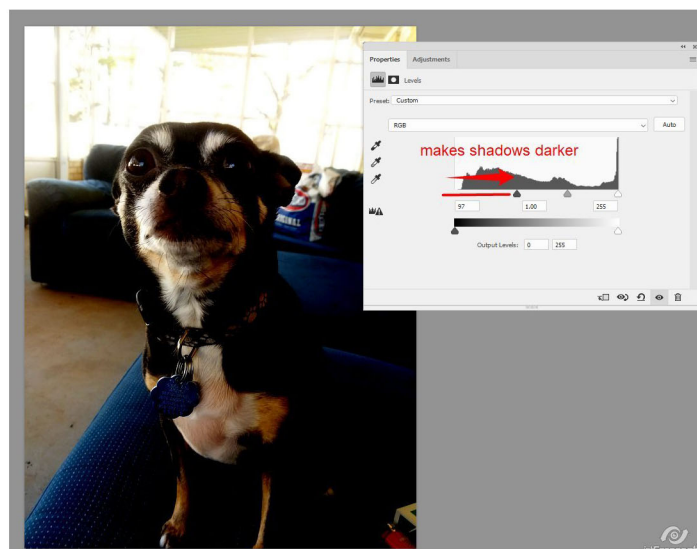 Properties Adjustments
Levels
Preset: Custom
RGB
Auto
makes shadows darker
97 1.00 255
Output Levels: 0 255